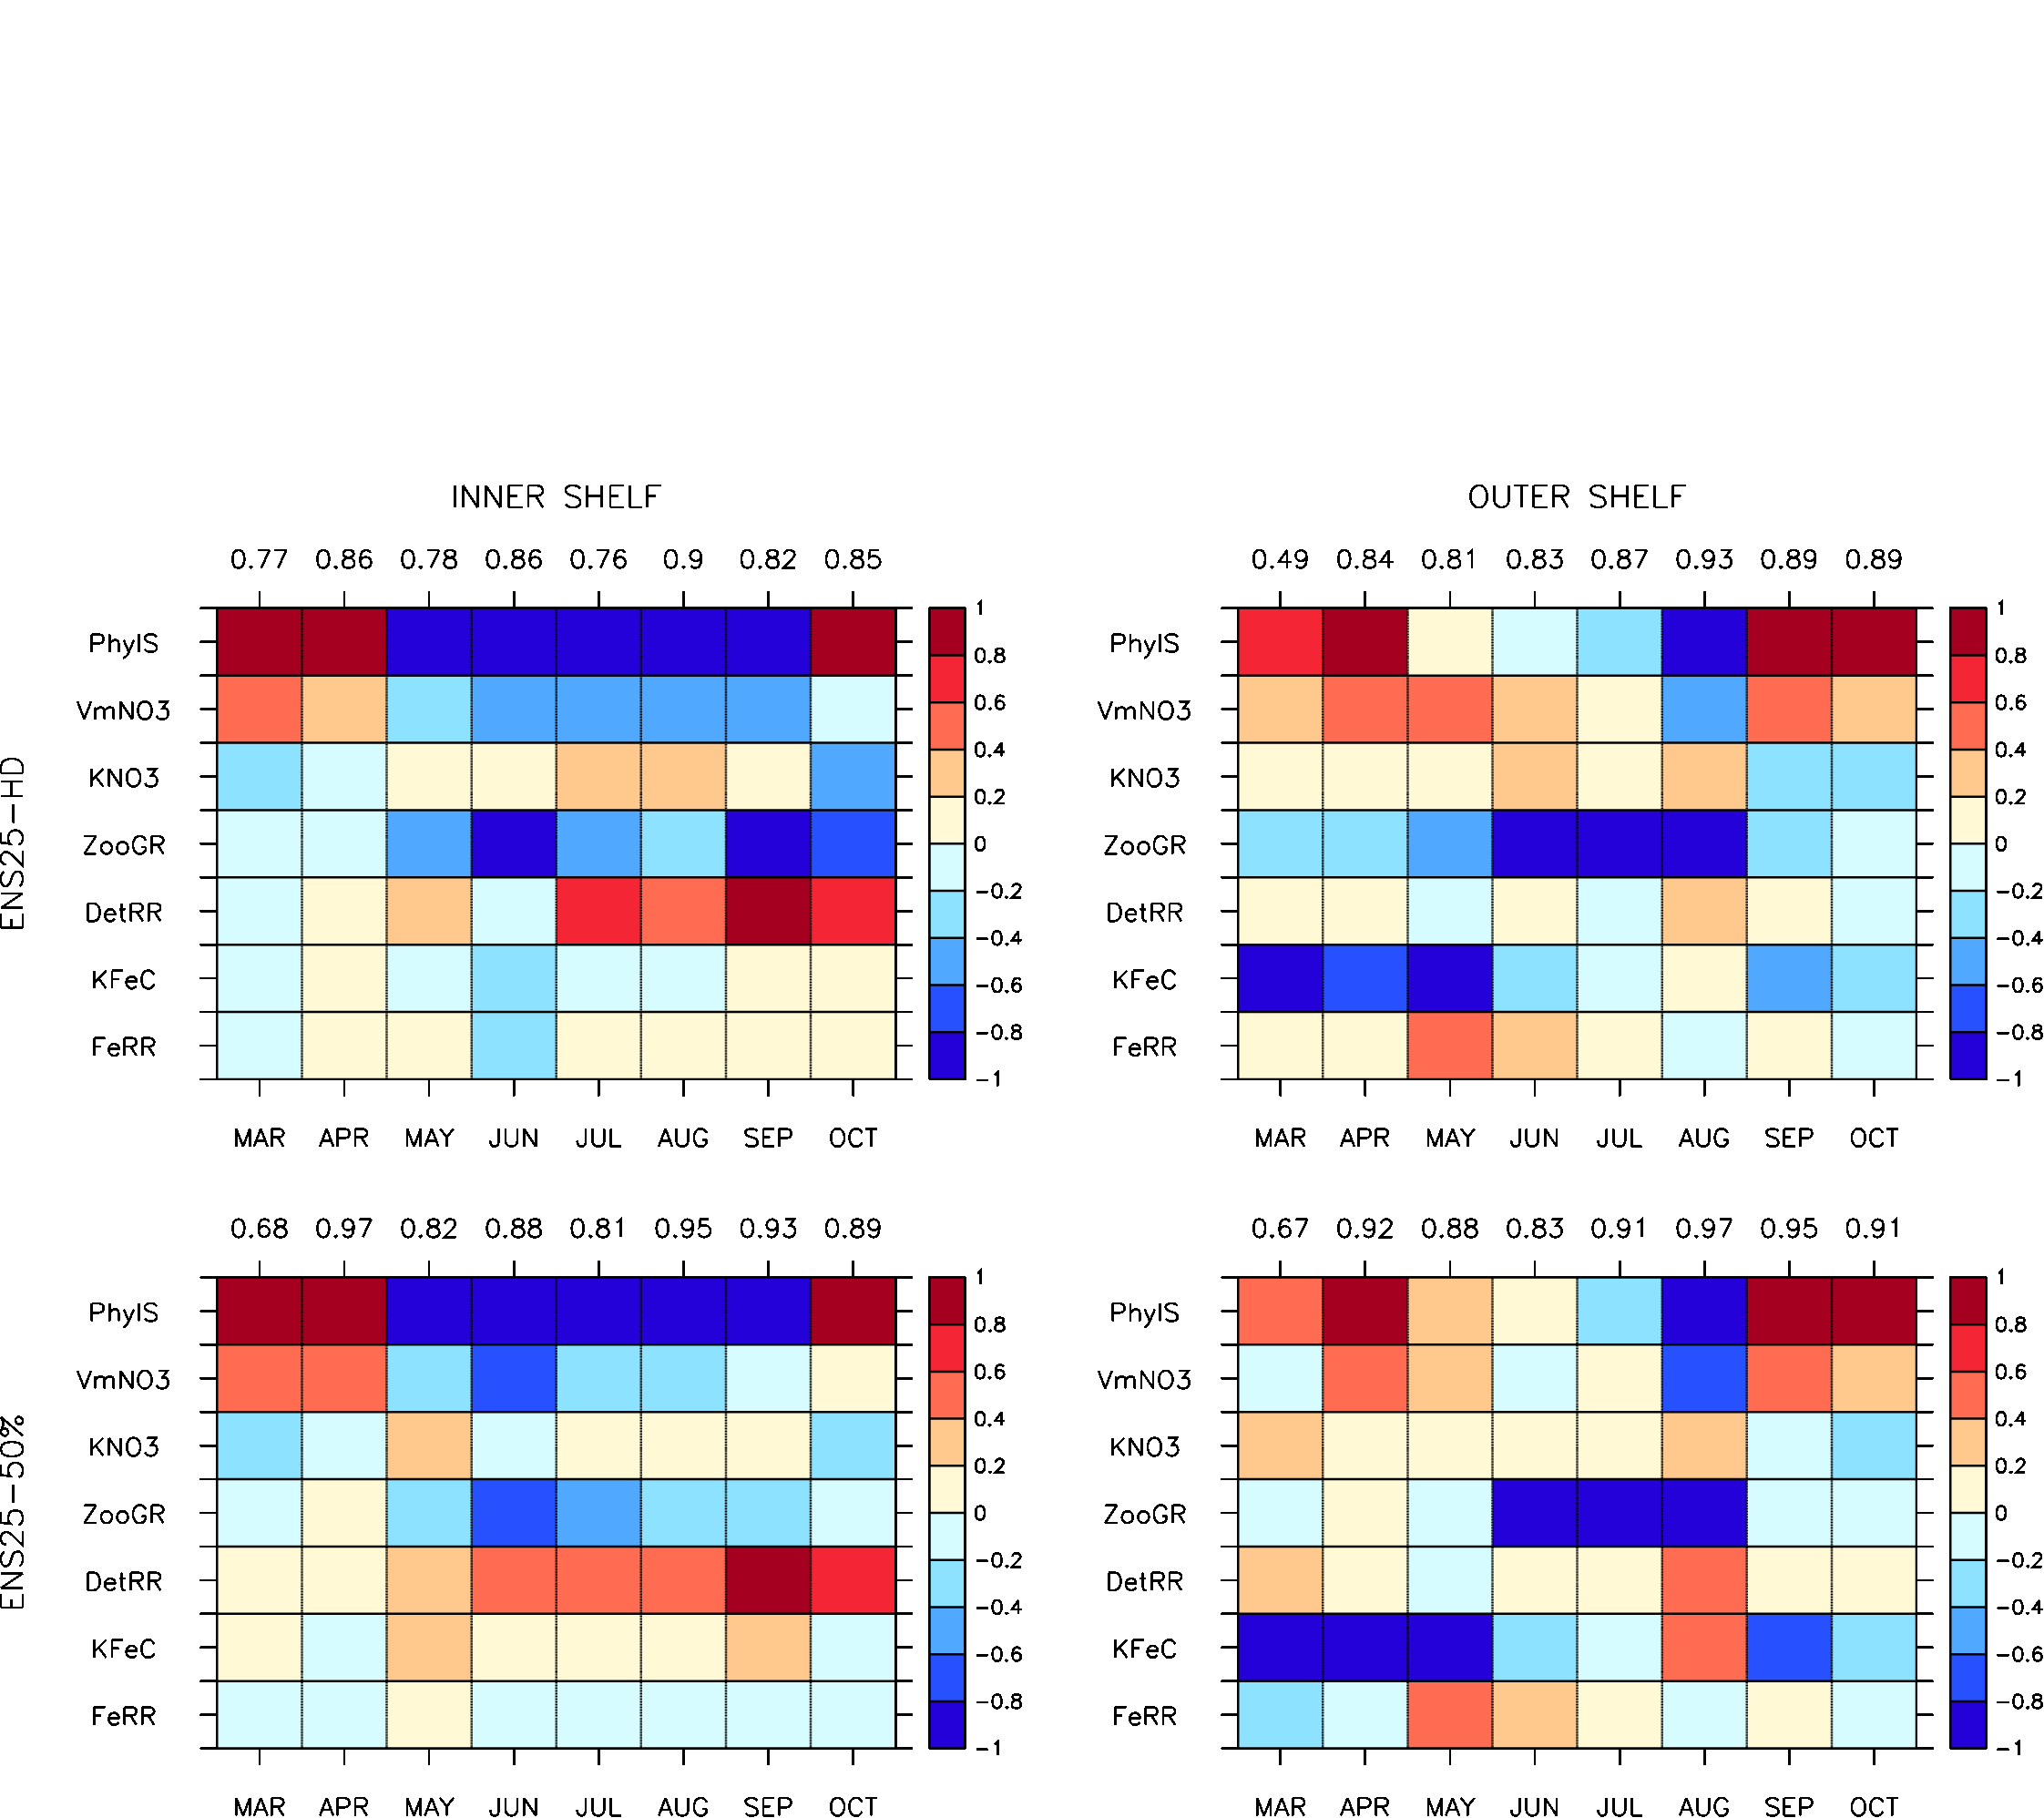 INNER SHELF
0.77 0.86 0.78 0.86 0.76 0.9 0.82 0.85
ENS25-HD
PhyIS
VmNO3
KNO3
ZooGR
DetRR
KFeC
FeRR
1
0.8
0.6
0.4
0.2
0
-0.2
-0.4
-0.6
-0.8
-1
MAR APR MAY JUN JUL AUG SEP OCT
OUTER SHELF
0.49 0.84 0.81 0.83 0.87 0.93 0.89 0.89
PhyIS
VmNO3
KNO3
ZooGR
DetRR
KFeC
FeRR
1
0.8
0.6
0.4
0.2
0
-0.2
-0.4
-0.6
-0.8
-1
MAR APR MAY JUN JUL AUG SEP OCT
0.68 0.97 0.82 0.88 0.81 0.95 0.93 0.89
ENS25-50%
PhyIS
VmNO3
KNO3
ZooGR
DetRR
KFeC
FeRR
1
0.8
0.6
0.4
0.2
0
-0.2
-0.4
-0.6
-0.8
-1
MAR APR MAY JUN JUL AUG SEP OCT
0.67 0.92 0.88 0.83 0.91 0.97 0.95 0.91
PhyIS
VmNO3
KNO3
ZooGR
DetRR
KFeC
FeRR
1
0.8
0.6
0.4
0.2
0
-0.2
-0.4
-0.6
-0.8
-1
MAR APR MAY JUN JUL AUG SEP OCT